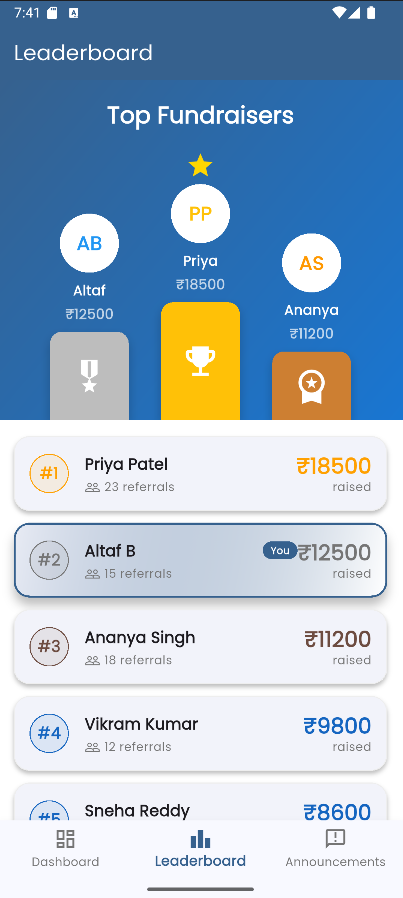 7:41
A
Leaderboard
Top Fundraisers
PP
AB
Priya
₹18500
AS
Altaf
₹12500
Ananya
₹11200
#1
Priya Patel
23 referrals
₹18500
raised
#2
Altaf B
15 referrals
You
₹12500
raised
#3
Ananya Singh
18 referrals
₹11200
raised
#4
Vikram Kumar
12 referrals
₹9800
raised
#5
Sneha Reddy
₹8600
Dashboard
Leaderboard
Announcements